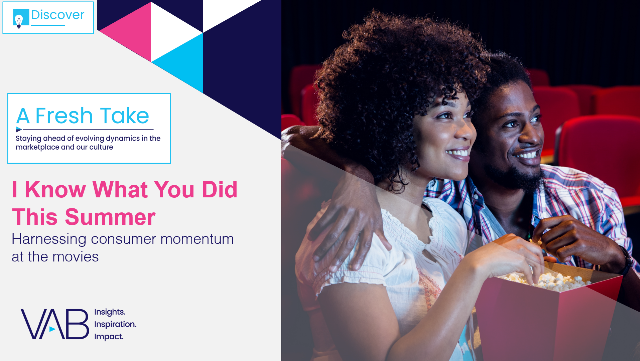 Discover
A Fresh Take
Staying ahead of evolving dynamics in the
marketplace and our culture
I Know What You Did
This Summer
Harnessing consumer momentum
at the movies
VAB
Insights.
Inspiration.
Impact.